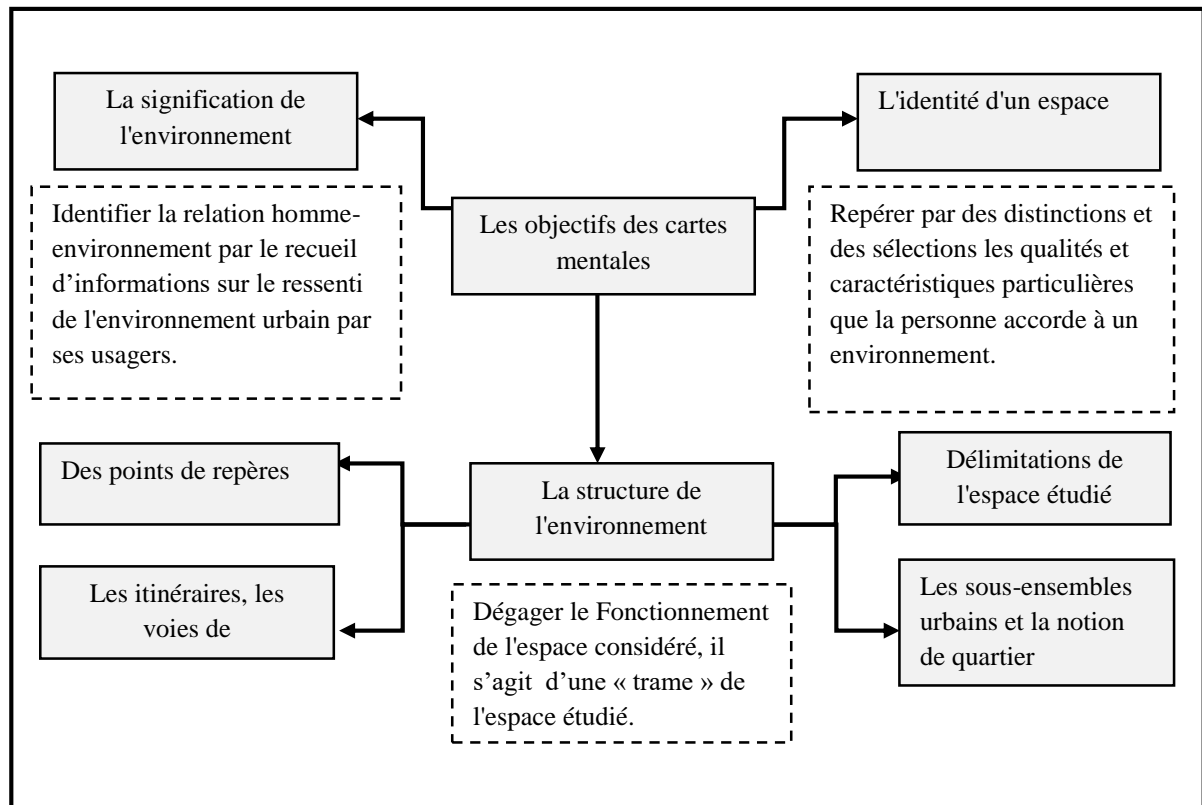 La signification de
l'environnement
L'identité d'un espace
Identifier la relation homme-
environnement par le recueil
d’informations sur le ressenti
de l'environnement urbain par
ses usagers.
Les objectifs des cartes
mentales
Repérer par des distinctions et
des sélections les qualités et
caractéristiques particulières
que la personne accorde à un
environnement.
Des points de repères
La structure de
l'environnement
Délimitations de
l'espace étudié
Les itinéraires, les
voies de
Dégager le Fonctionnement
de l'espace considéré, il
s’agit d’une « trame » de
l'espace étudié.
Les sous-ensembles
urbains et la notion
de quartier